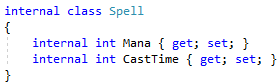 internal class Spell
{
    internal int Mana { get; set; }
    internal int CastTime { get; set; }
}